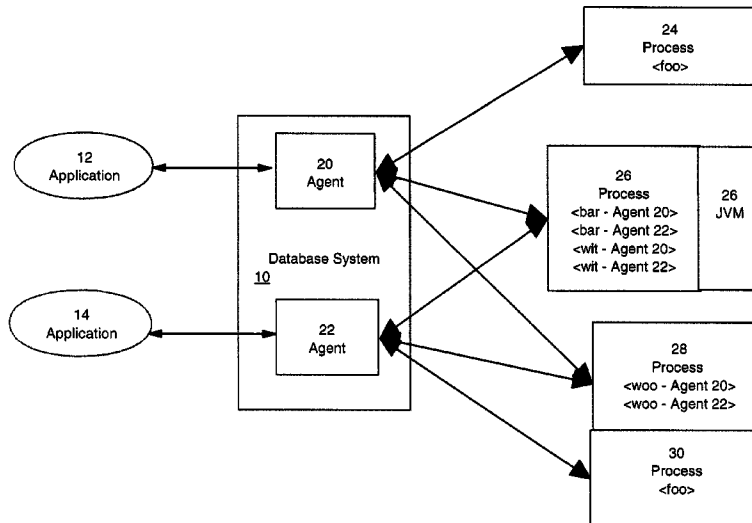 24
Process
<foo>
12
Application
20
Agent
26
Process
<bar - Agent 20>
<bar - Agent 22>
<wit - Agent 20>
<wit - Agent 22>
26
JVM
Database System
10
14
Application
22
Agent
28
Process
<woo - Agent 20>
<woo - Agent 22>
30
Process
<foo>